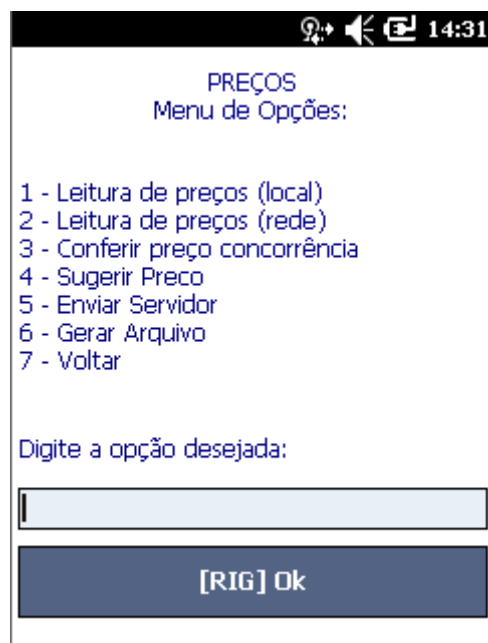 14:31
PREÇOS
Menu de Opções:
1 - Leitura de preços (local)
2 - Leitura de preços (rede)
3 - Conferir preço concorrência
4 - Sugerir Preco
5 - Enviar Servidor
6 - Gerar Arquivo
7 - Voltar
Digite a opção desejada:
[RIG] Ok